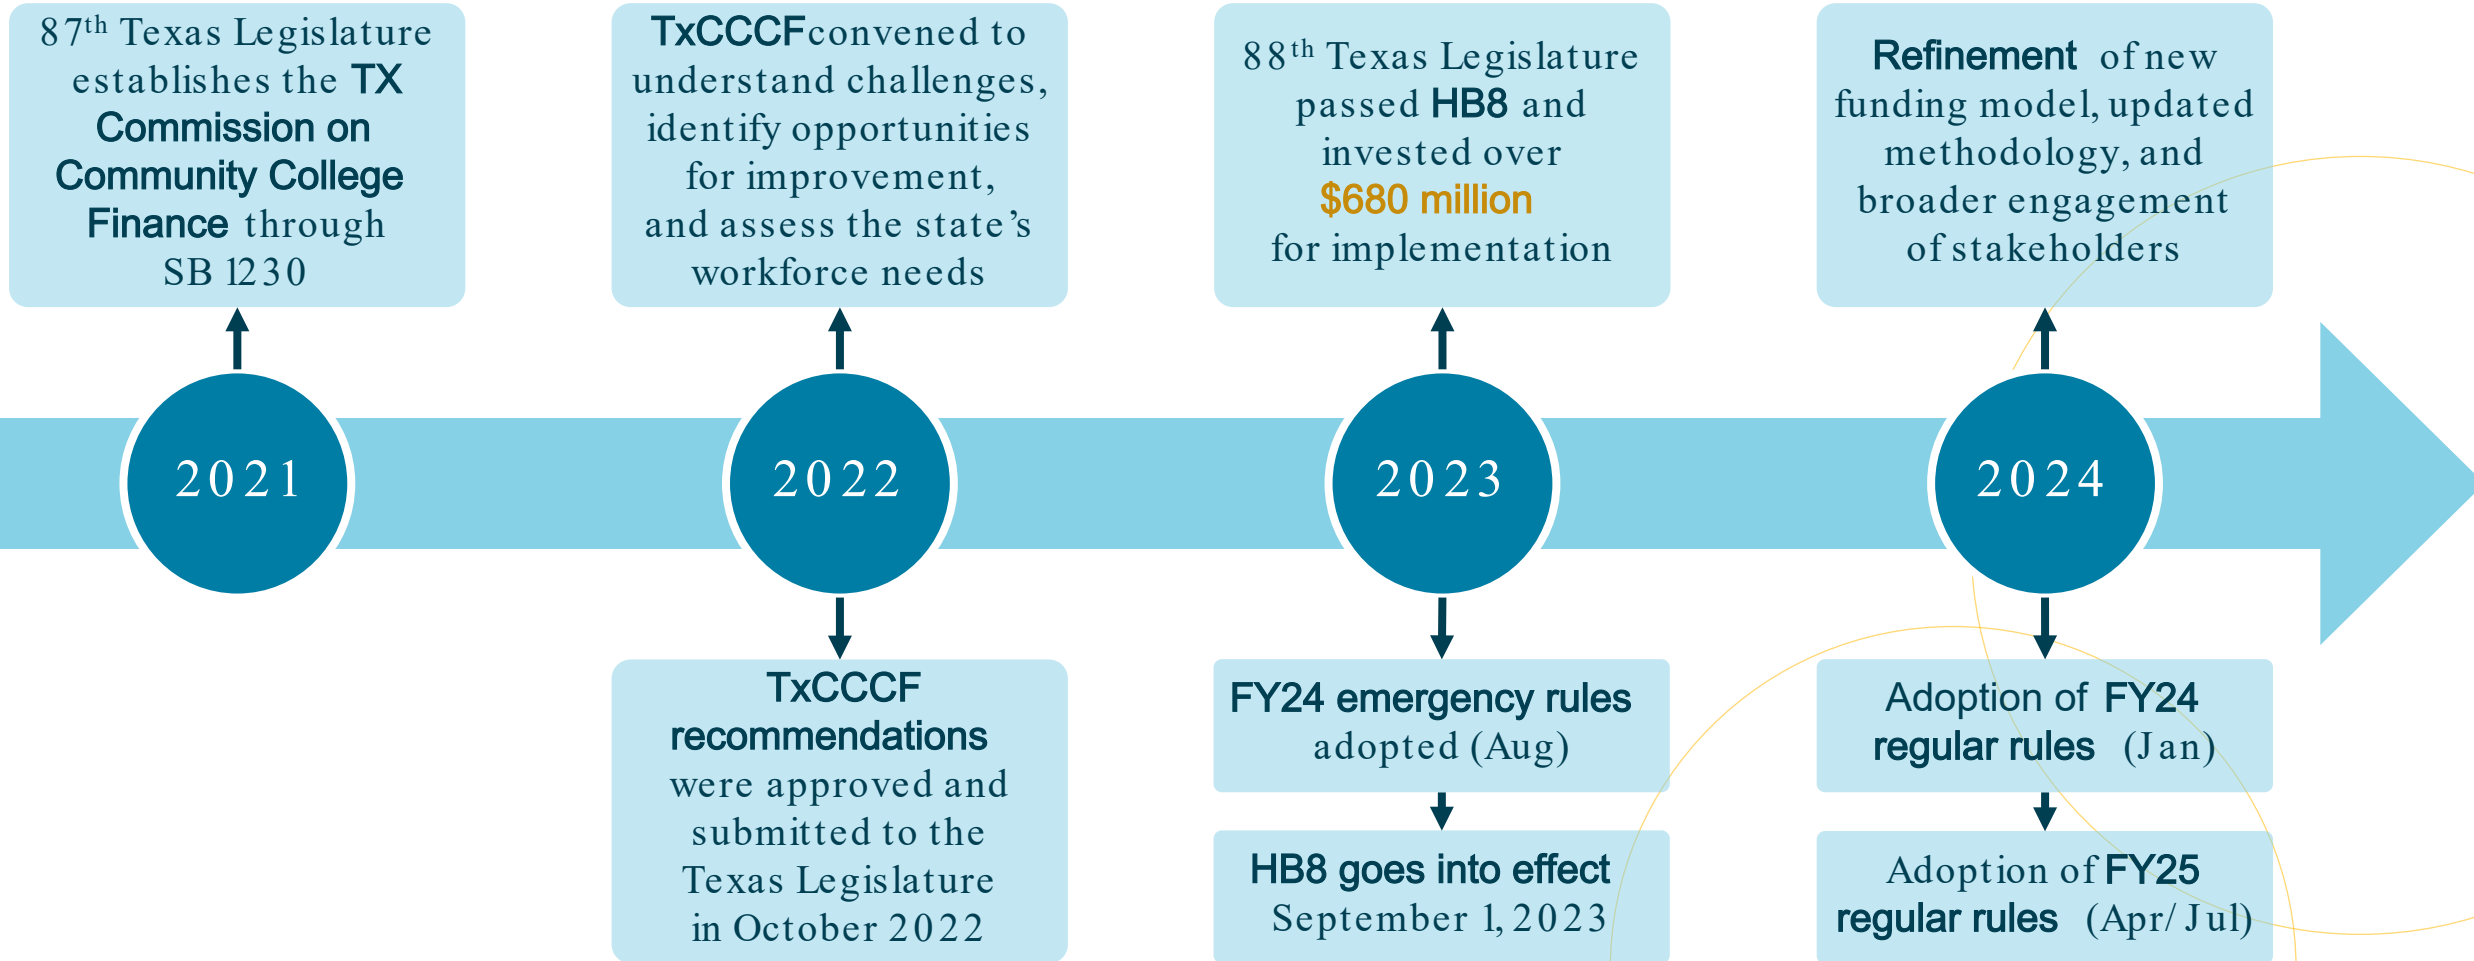 87th Texas Legislature
establishes the TX
Commission on
Community College
Finance through
SB 1230
TxCCCF convened to
understand challenges,
identify opportunities
for improvement,
and assess the state’s
workforce needs
88th Texas Legislature
passed HB8 and
invested over
$680 million
for implementation
Refinement of new
funding model, updated
methodology, and
broader engagement
of stakeholders
2021
2022
2023
2024
TxCCCF
recommendations
were approved and
submitted to the
Texas Legislature
in October 2022
FY24 emergency rules
adopted (Aug)
HB8 goes into effect
September 1, 2023
Adoption of FY24
regular rules (Jan)
Adoption of FY25
regular rules (Apr/Jul)